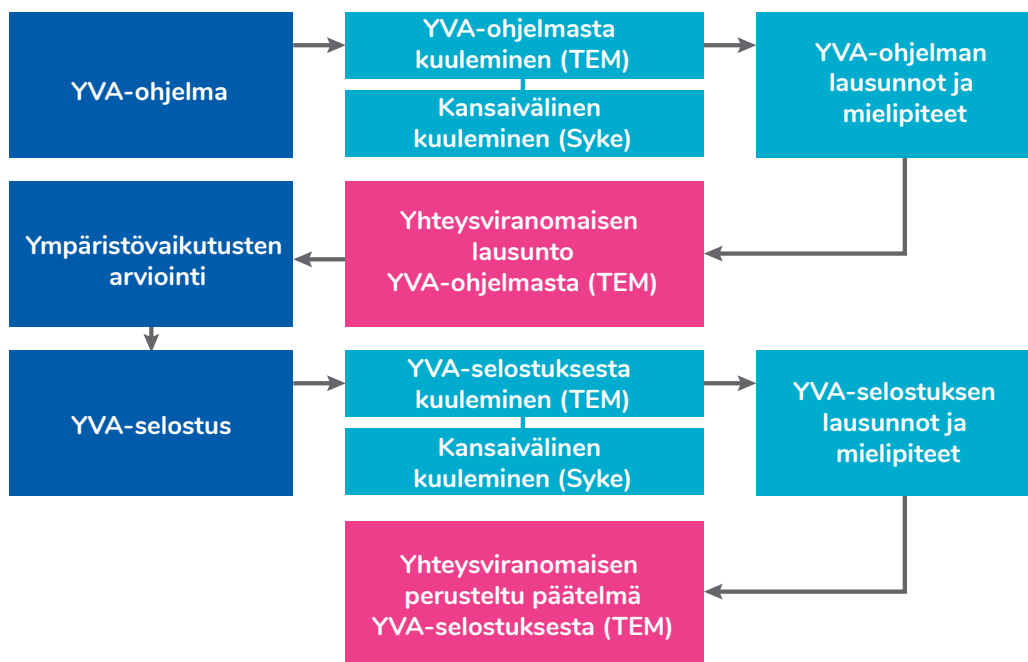 YVA-ohjelma
YVA-ohjelmasta
kuuleminen (TEM)
Kansaivälinen
kuuleminen (Syke)
YVA-ohjelman
lausunnot ja
mielipiteet
Ympäristövaikutusten
arviointi
Yhteysviranomaisen
lausunto
YVA-ohjelmasta (TEM)
YVA-selostus
YVA-selostuksesta
kuuleminen (TEM)
Kansaivälinen
kuuleminen (Syke)
YVA-selostuksen
lausunnot ja
mielipiteet
Yhteysviranomaisen
perusteltu päätelmä
YVA-selostuksesta (TEM)